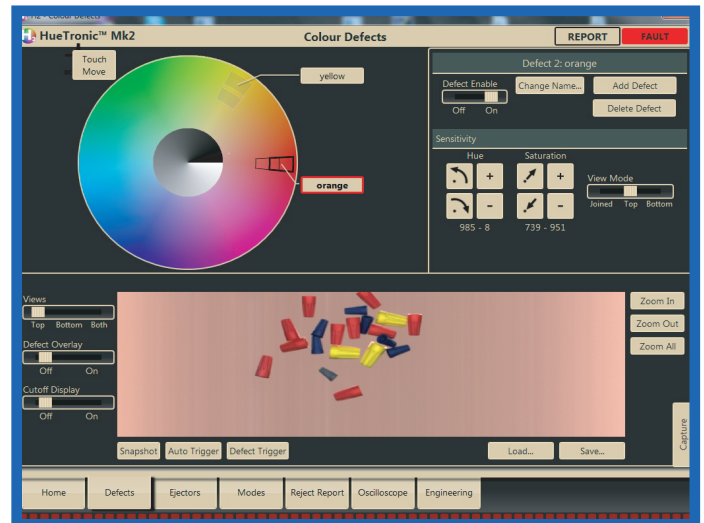 HueTronic™ Mk2
Colour Defects
REPORT
FAULT
Touch
Move
yellow
orange
Defect 2: orange
Defect Enable
Off On
Change Name...
Add Defect
Delete Defect
Sensitivity
Hue
Saturation
+
+
-
-
985 - 8
739 - 951
View Mode
Joined Top Bottom
Views
Top Bottom Both
Defect Overlay
Off On
Cutoff Display
Off On
Zoom In
Zoom Out
Zoom All
Capture
Snapshot
Auto Trigger
Defect Trigger
Load...
Save...
Home
Defects
Ejectors
Modes
Reject Report
Oscilloscope
Engineering